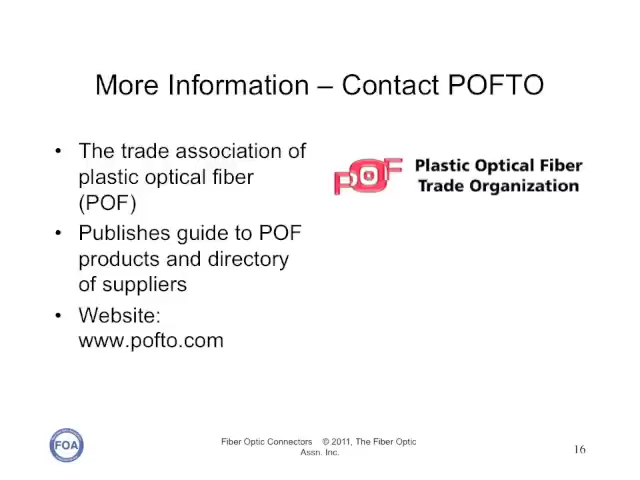 More Information – Contact POFTO
• The trade association of
plastic optical fiber
(POF)
• Publishes guide to POF
products and directory
of suppliers
• Website:
www.pofto.com
POF
Plastic Optical Fiber
Trade Organization
FOA
Fiber Optic Connectors © 2011, The Fiber Optic
Assn. Inc.
16